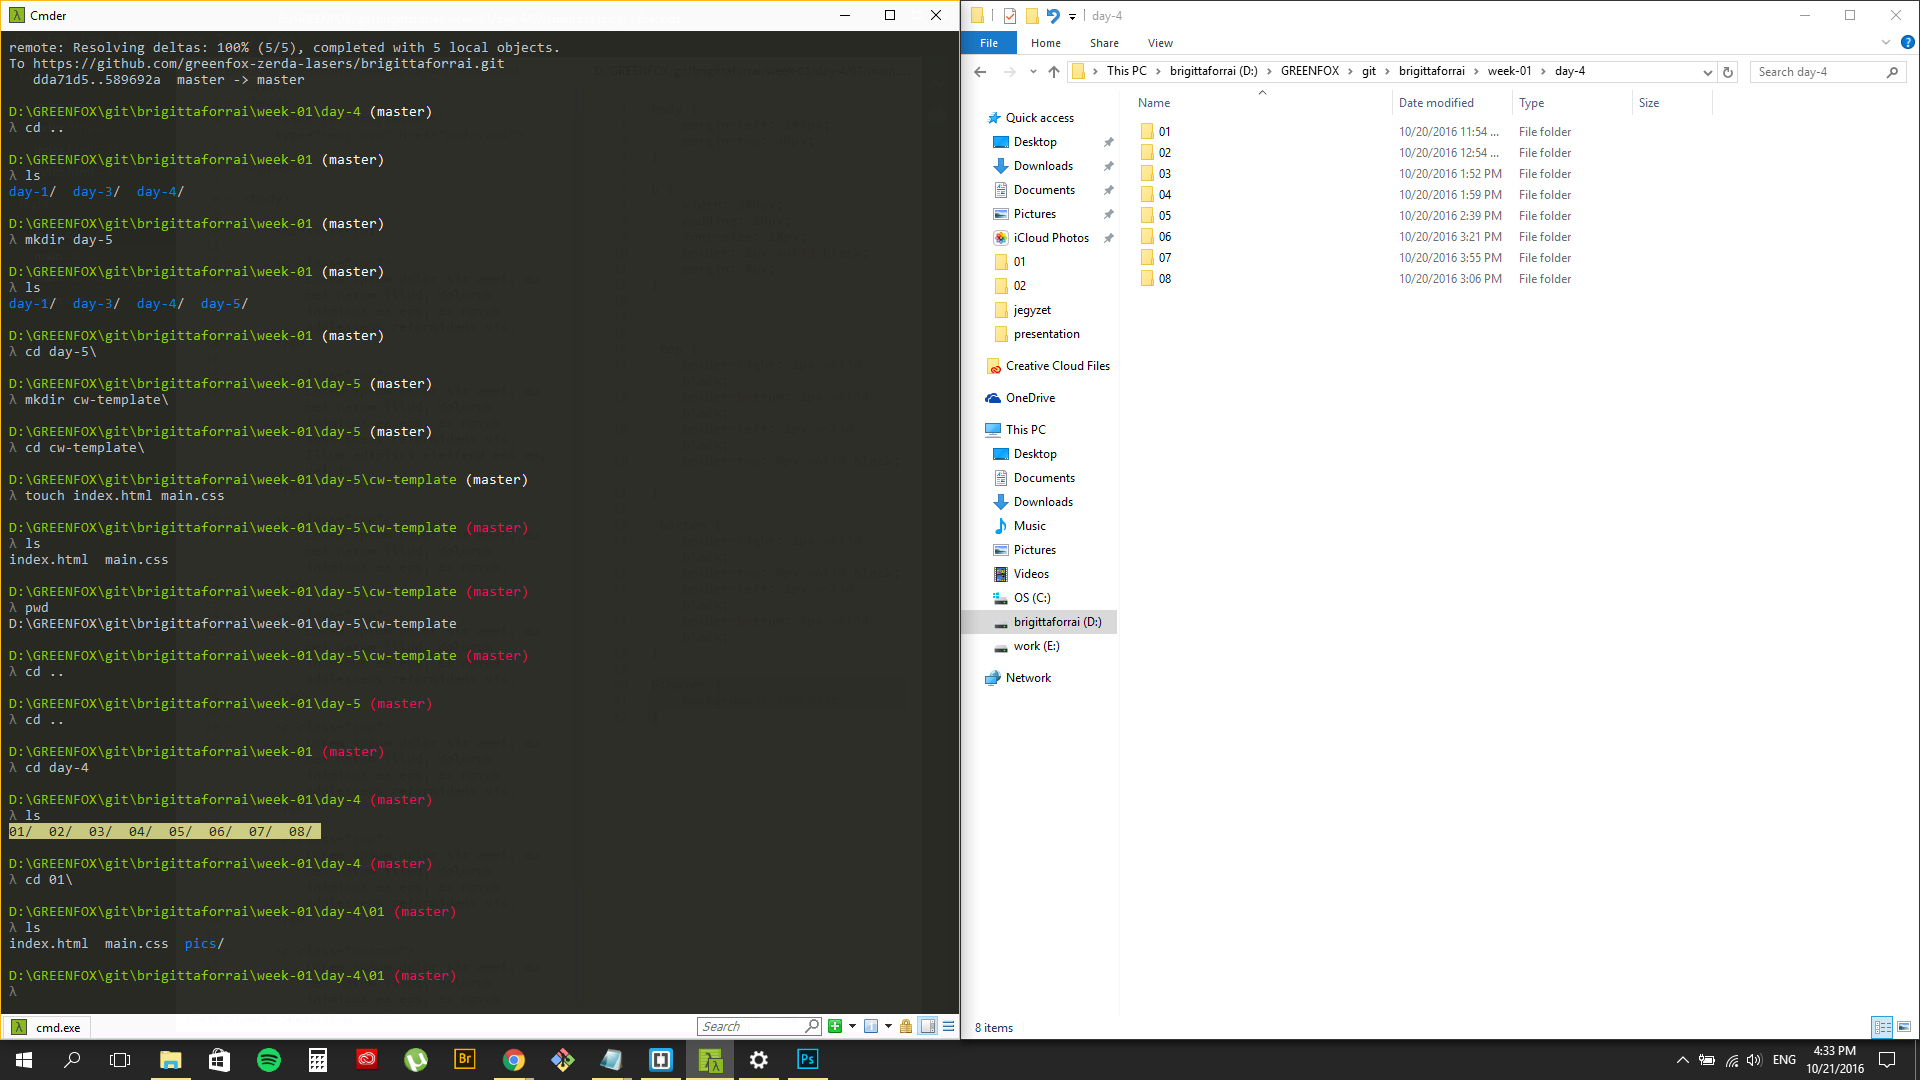 Cmder
remote: Resolving deltas: 100% (5/5), completed with 5 local objects.
To https://github.com/greenfox-zerda-lasers/brigittaforrai.git
dda71d5..589692a  master -> master
D:\GREENFOX\git\brigittaforrai\week-01\day-4 (master)
λ cd ..
D:\GREENFOX\git\brigittaforrai\week-01 (master)
λ ls
day-1/  day-3/  day-4/
D:\GREENFOX\git\brigittaforrai\week-01 (master)
λ mkdir day-5
D:\GREENFOX\git\brigittaforrai\week-01 (master)
λ ls
day-1/  day-3/  day-4/  day-5/
D:\GREENFOX\git\brigittaforrai\week-01 (master)
λ cd day-5\
D:\GREENFOX\git\brigittaforrai\week-01\day-5 (master)
λ mkdir cw-template\
D:\GREENFOX\git\brigittaforrai\week-01\day-5 (master)
λ cd cw-template\
D:\GREENFOX\git\brigittaforrai\week-01\day-5\cw-template (master)
λ touch index.html main.css
D:\GREENFOX\git\brigittaforrai\week-01\day-5\cw-template (master)
λ ls
index.html  main.css
D:\GREENFOX\git\brigittaforrai\week-01\day-5\cw-template (master)
λ pwd
D:\GREENFOX\git\brigittaforrai\week-01\day-5\cw-template
D:\GREENFOX\git\brigittaforrai\week-01\day-5\cw-template (master)
λ cd ..
D:\GREENFOX\git\brigittaforrai\week-01\day-5 (master)
λ cd ..
D:\GREENFOX\git\brigittaforrai\week-01 (master)
λ cd day-4
D:\GREENFOX\git\brigittaforrai\week-01\day-4 (master)
λ ls
01/  02/  03/  04/  05/  06/  07/  08/
D:\GREENFOX\git\brigittaforrai\week-01\day-4 (master)
λ cd 01\
D:\GREENFOX\git\brigittaforrai\week-01\day-4\01 (master)
λ ls
index.html  main.css  pics/
D:\GREENFOX\git\brigittaforrai\week-01\day-4\01 (master)
λ
cmd.exe
Search
day-4
File Home Share View
This PC > brigittaforrai (D:) > GREENFOX > git > brigittaforrai > week-01 > day-4
Search day-4
Name Date modified Type Size
01 10/20/2016 11:54 ... File folder
02 10/20/2016 12:54 ... File folder
03 10/20/2016 1:52 PM File folder
04 10/20/2016 1:59 PM File folder
05 10/20/2016 2:39 PM File folder
06 10/20/2016 3:21 PM File folder
07 10/20/2016 3:55 PM File folder
08 10/20/2016 3:06 PM File folder
Quick access
Desktop
Downloads
Documents
Pictures
iCloud Photos
01
02
jegyzet
presentation
Creative Cloud Files
OneDrive
This PC
Desktop
Documents
Downloads
Music
Pictures
Videos
OS (C:)
brigittaforrai (D:)
work (E:)
Network
8 items
Br
Ps
ENG
4:33 PM
10/21/2016